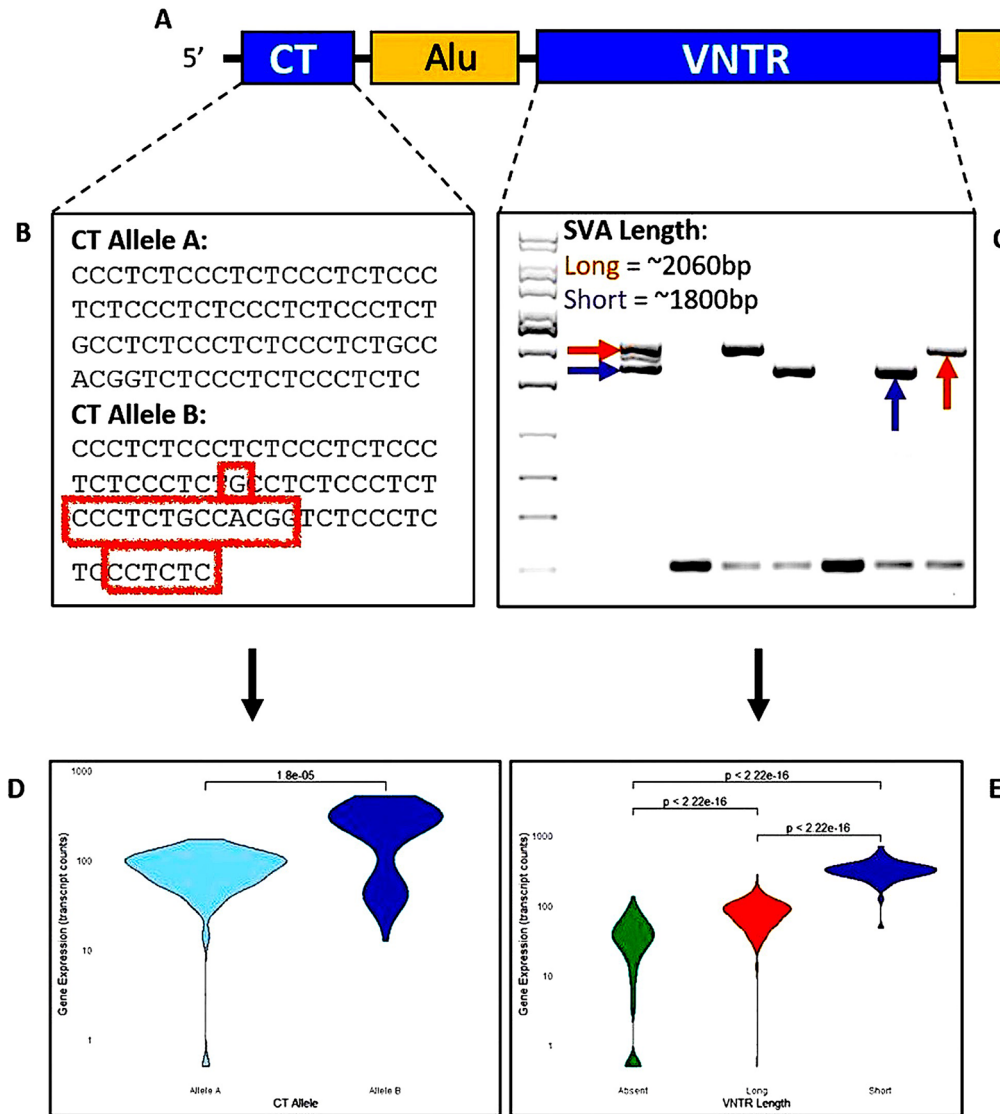 A
5’
CT
Alu
VNTR
B
CT Allele A:
CCCTCTCCCTCTCCCTCTCCC
TCTCCCTCTCCCTCTCCCTCT
GCCTCTCCCTCTCCCTCTGCC
ACGGTCTCCCTCTCCCTCTC
CT Allele B:
CCCTCTCCCTCTCCCTCTCCC
TCTCCCTCTGCCTCTCCCTCT
CCCTCTGCCACGGTCTCCCTC
TCCCTCTC
SVA Length:
Long = ~2060bp
Short = ~1800bp
D
1000
100
10
1
Gene Expression (transcript counts)
1.8e-05
Allele A
Allele B
CT Allele
E
1000
100
10
1
Gene Expression (transcript counts)
p < 2.22e-16
p < 2.22e-16
p < 2.22e-16
Absent
Long
Short
VNTR Length